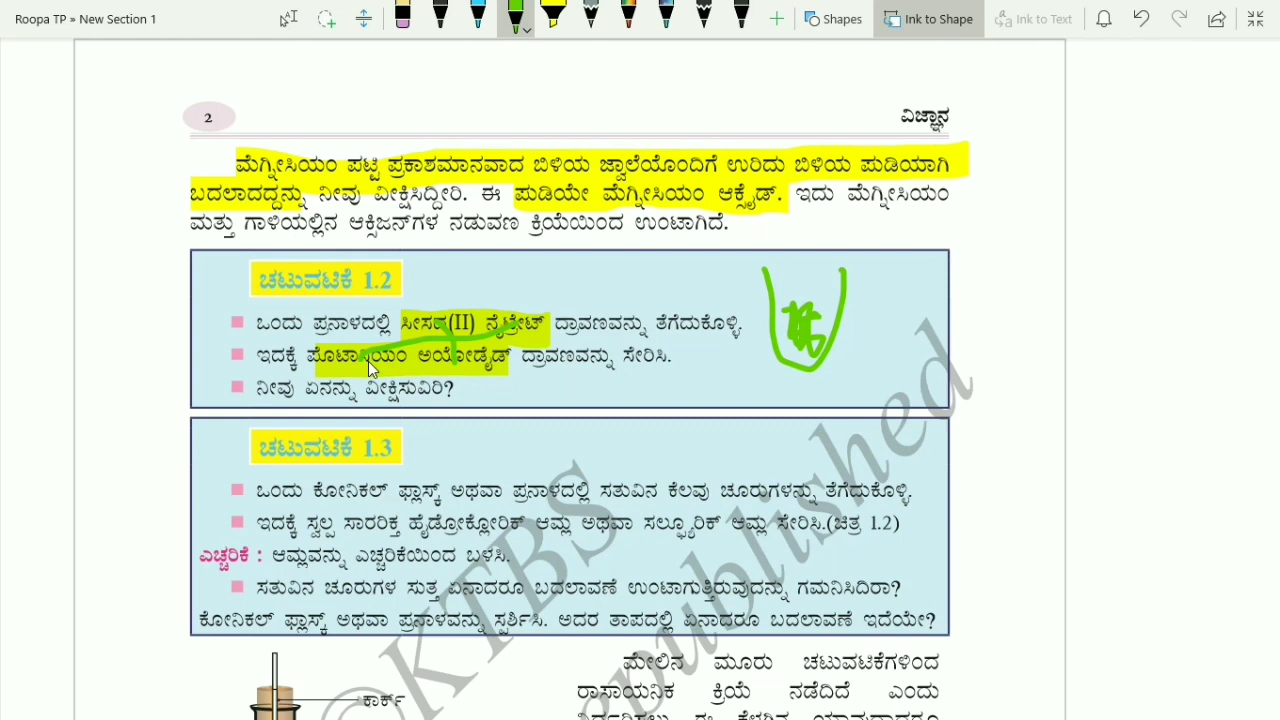 Roopa TP » New Section 1
Shapes
Ink to Shape
Ink to Text
2
ವಿಜ್ಞಾನ
ಮೆಗ್ನೀಸಿಯಂ ಪಟ್ಟಿ ಪ್ರಕಾಶಮಾನವಾದ ಬಿಳಿಯ ಜ್ವಾಲೆಯೊಂದಿಗೆ ಉರಿದು ಬಿಳಿಯ ಪುಡಿಯಾಗಿ
ಬದಲಾದದ್ದನ್ನು ನೀವು ವೀಕ್ಷಿಸಿದ್ದೀರಿ. ಈ ಪುಡಿಯೇ ಮೆಗ್ನೀಸಿಯಂ ಆಕ್ಸೈಡ್. ಇದು ಮೆಗ್ನೀಸಿಯಂ
ಮತ್ತು ಗಾಳಿಯಲ್ಲಿನ ಆಕ್ಸಿಜನ್‌ಗಳ ನಡುವಣ ಕ್ರಿಯೆಯಿಂದ ಉಂಟಾಗಿದೆ.
ಚಟುವಟಿಕೆ 1.2
ಒಂದು ಪ್ರನಾಳದಲ್ಲಿ ಸೀಸದ(II) ನೈಟ್ರೇಟ್ ದ್ರಾವಣವನ್ನು ತೆಗೆದುಕೊಳ್ಳಿ.
ಇದಕ್ಕೆ ಪೊಟಾಸಿಯಂ ಅಯೋಡೈಡ್ ದ್ರಾವಣವನ್ನು ಸೇರಿಸಿ.
ನೀವು ಏನನ್ನು ವೀಕ್ಷಿಸುವಿರಿ?
ಚಟುವಟಿಕೆ 1.3
ಒಂದು ಕೋನಿಕಲ್ ಫ್ಲಾಸ್ಕ್ ಅಥವಾ ಪ್ರನಾಳದಲ್ಲಿ ಸತುವಿನ ಕೆಲವು ಚೂರುಗಳನ್ನು ತೆಗೆದುಕೊಳ್ಳಿ.
ಇದಕ್ಕೆ ಸ್ವಲ್ಪ ಸಾರರಿಕ್ತ ಹೈಡ್ರೋಕ್ಲೋರಿಕ್ ಆಮ್ಲ ಅಥವಾ ಸಲ್ಫ್ಯೂರಿಕ್ ಆಮ್ಲ ಸೇರಿಸಿ.(ಚಿತ್ರ 1.2)
ಎಚ್ಚರಿಕೆ : ಆಮ್ಲವನ್ನು ಎಚ್ಚರಿಕೆಯಿಂದ ಬಳಸಿ.
ಸತುವಿನ ಚೂರುಗಳ ಸುತ್ತ ಏನಾದರೂ ಬದಲಾವಣೆ ಉಂಟಾಗುತ್ತಿರುವುದನ್ನು ಗಮನಿಸಿದಿರಾ?
ಕೋನಿಕಲ್ ಫ್ಲಾಸ್ಕ್ ಅಥವಾ ಪ್ರನಾಳವನ್ನು ಸ್ಪರ್ಶಿಸಿ. ಅದರ ತಾಪದಲ್ಲಿ ಏನಾದರೂ ಬದಲಾವಣೆ ಇದೆಯೇ?
©KTBS
republished
ಕಾರ್ಕ್
ಮೇಲಿನ ಮೂರು ಚಟುವಟಿಕೆಗಳಿಂದ
ರಾಸಾಯನಿಕ ಕ್ರಿಯೆ ನಡೆದಿದೆ ಎಂದು